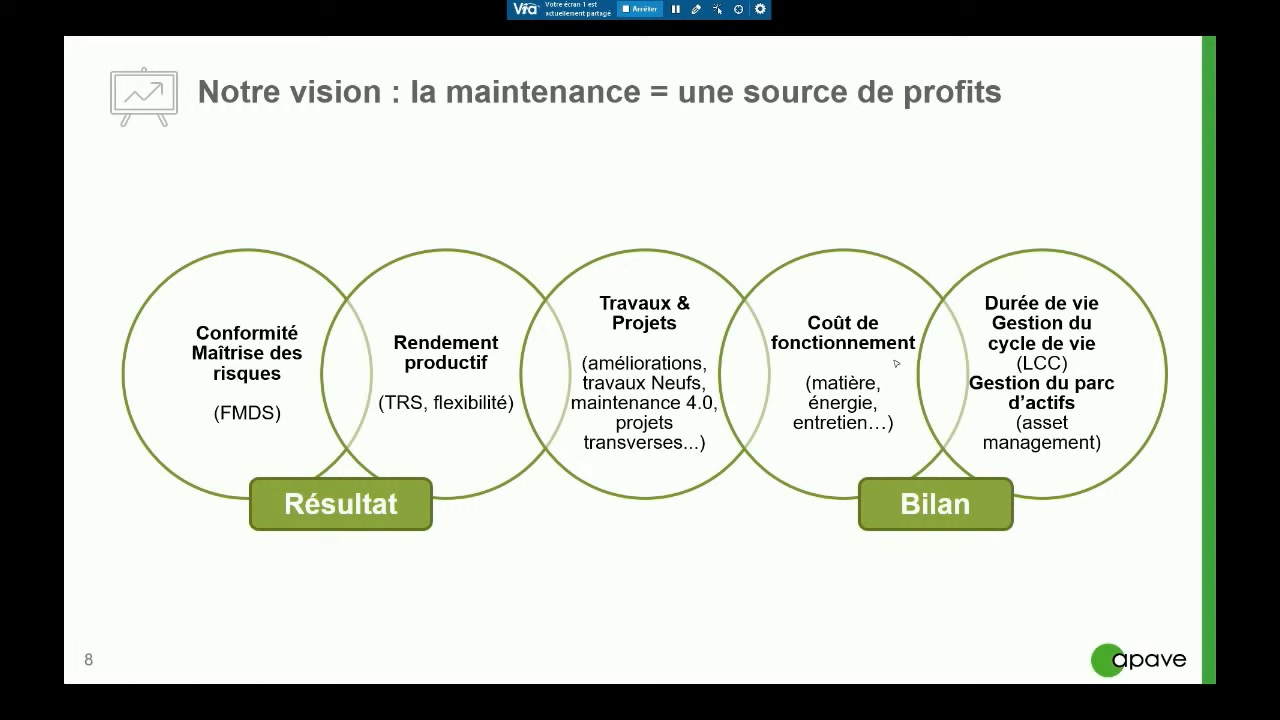 Vra
Votre écran 1 est
actuellement partagé
Arrêter
Notre vision : la maintenance = une source de profits
Conformité
Maîtrise des
risques
(FMDS)
Rendement
productif
(TRS, flexibilité)
Travaux &
Projets
(améliorations,
travaux Neufs,
maintenance 4.0,
projets
transverses...)
Coût de
fonctionnement
(matière,
énergie,
entretien…)
Durée de vie
Gestion du
cycle de vie
(LCC)
Gestion du parc
d'actifs
(asset
management)
Résultat
Bilan
8
apave